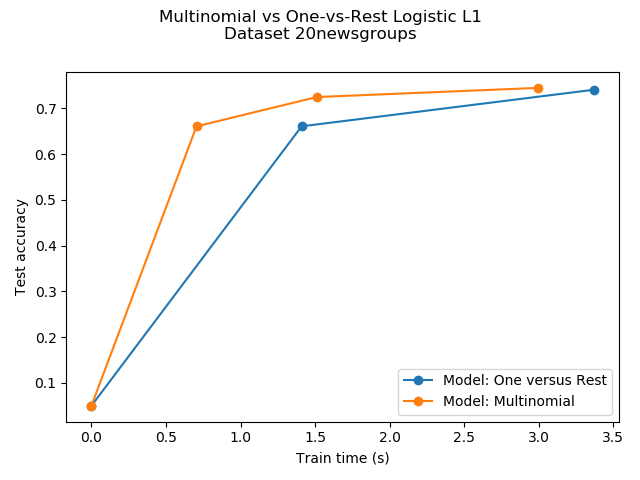 Multinomial vs One-vs-Rest Logistic L1
Dataset 20newsgroups
0.7
0.6
0.5
0.4
0.3
0.2
0.1
Test accuracy
Model: One versus Rest
Model: Multinomial
0.0 0.5 1.0 1.5 2.0 2.5 3.0 3.5
Train time (s)